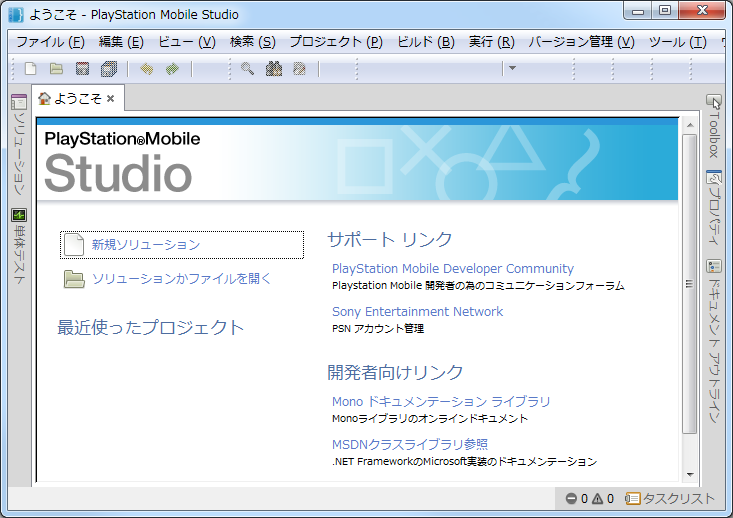 ようこそ - PlayStation Mobile Studio
ファイル (F) 編集 (E) ビュー (V) 検索 (S) プロジェクト (P) ビルド (B) 実行 (R) バージョン管理 (V) ツール (T)
ようこそ
ソリューション
単体テスト
PlayStation®Mobile
Studio
新規ソリューション
ソリューションかファイルを開く
最近使ったプロジェクト
サポート リンク
PlayStation Mobile Developer Community
Playstation Mobile 開発者の為のコミュニケーションフォーラム
Sony Entertainment Network
PSN アカウント管理
開発者向けリンク
Mono ドキュメンテーション ライブラリ
Monoライブラリのオンラインドキュメント
MSDNクラスライブラリ参照
.NET FrameworkのMicrosoft実装のドキュメンテーション
Toolbox
プロパティ
ドキュメント アウトライン
0 0 タスクリスト